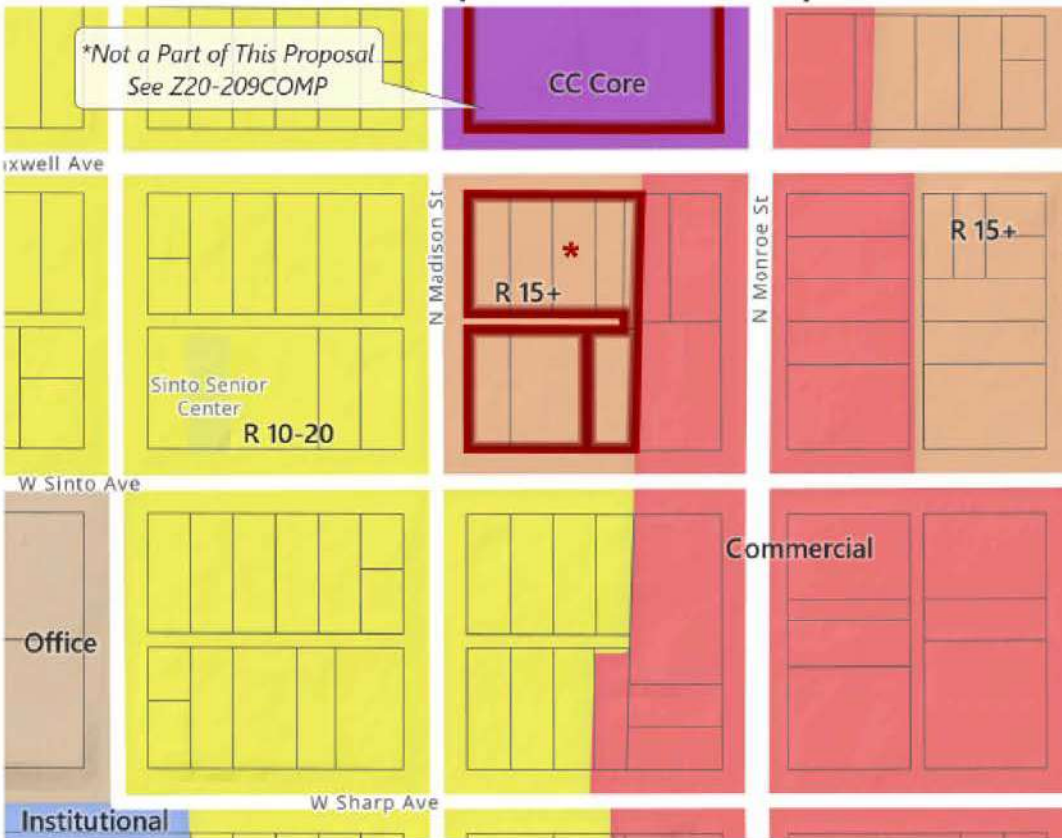 *Not a Part of This Proposal
See Z20-209COMP
CC Core
axwell Ave
N Madison St
N Monroe St
*
R 15+
R 15+
Sinto Senior
Center
R 10-20
W Sinto Ave
Commercial
Office
W Sharp Ave
Institutional